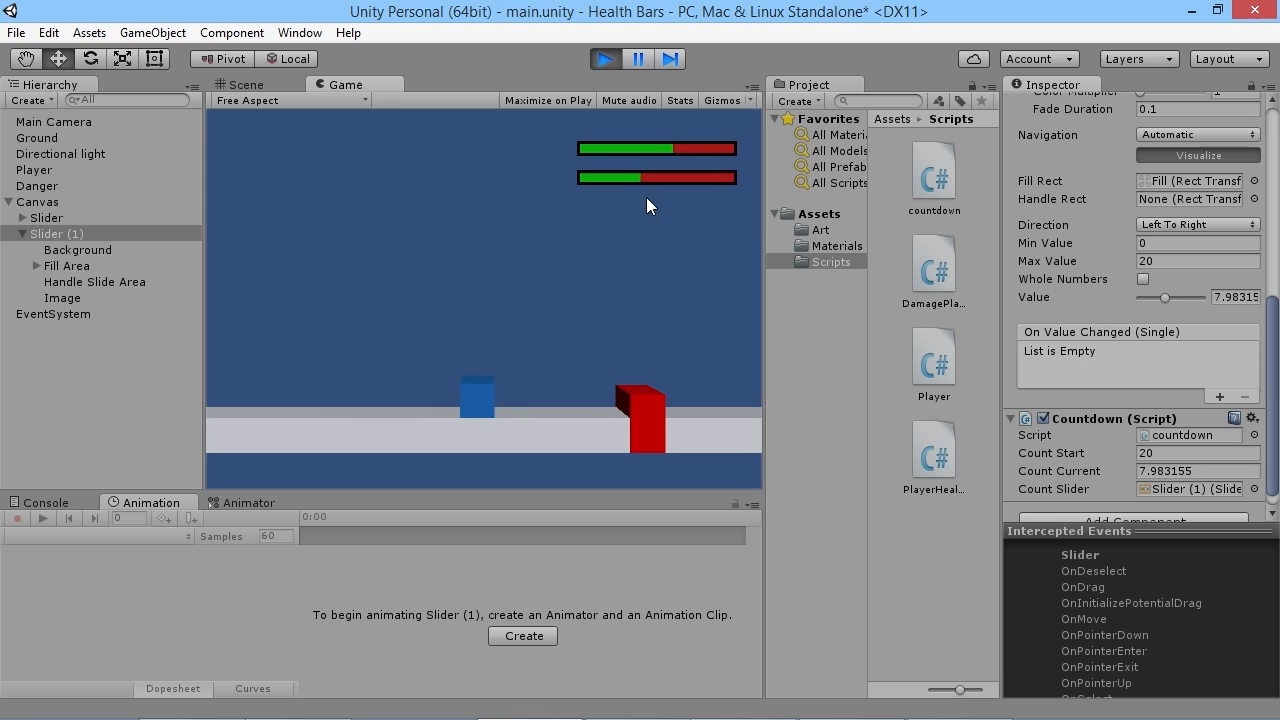 Unity Personal (64bit) - main.unity - Health Bars - PC, Mac & Linux Standalone* <DX11>
File Edit Assets GameObject Component Window Help
Pivot Local Account Layers Layout
Hierarchy
Create All
Main Camera
Ground
Directional light
Player
Danger
Canvas
Slider
Slider (1)
Background
Fill Area
Handle Slide Area
Image
EventSystem
Scene Game
Free Aspect Maximize on Play Mute audio Stats Gizmos
Project
Create
Favorites
All Materi
All Models
All Prefab
All Scripts
Assets
Art
Materials
Scripts
Assets Scripts
C#
countdown
C#
DamagePla...
C#
Player
C#
PlayerHeal...
Inspector
Fade Duration 0.1
Navigation Automatic
Visualize
Fill Rect Fill (Rect Transf
Handle Rect None (Rect Transf
Direction Left To Right
Min Value 0
Max Value 20
Whole Numbers
Value 7.98315
On Value Changed (Single)
List is Empty
+ −
Countdown (Script)
Script countdown
Count Start 20
Count Current 7.983155
Count Slider Slider (1) (Slide
Add Component
Intercepted Events
Slider
OnDeselect
OnDrag
OnInitializePotentialDrag
OnMove
OnPointerDown
OnPointerEnter
OnPointerExit
OnPointerUp
Console Animation Animator
0 0:00
Samples 60
To begin animating Slider (1), create an Animator and an Animation Clip.
Create
Dopesheet Curves